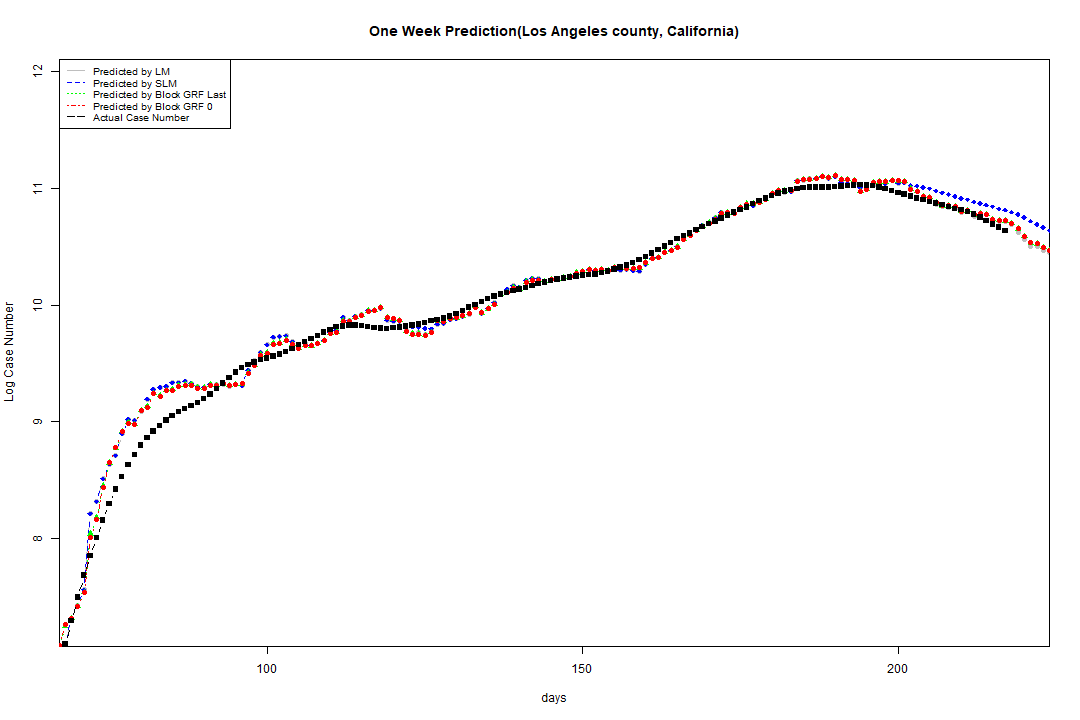 One Week Prediction(Los Angeles county, California)
Predicted by LM
Predicted by SLM
Predicted by Block GRF Last
Predicted by Block GRF 0
Actual Case Number
12
11
10
9
8
Log Case Number
100 150 200
days